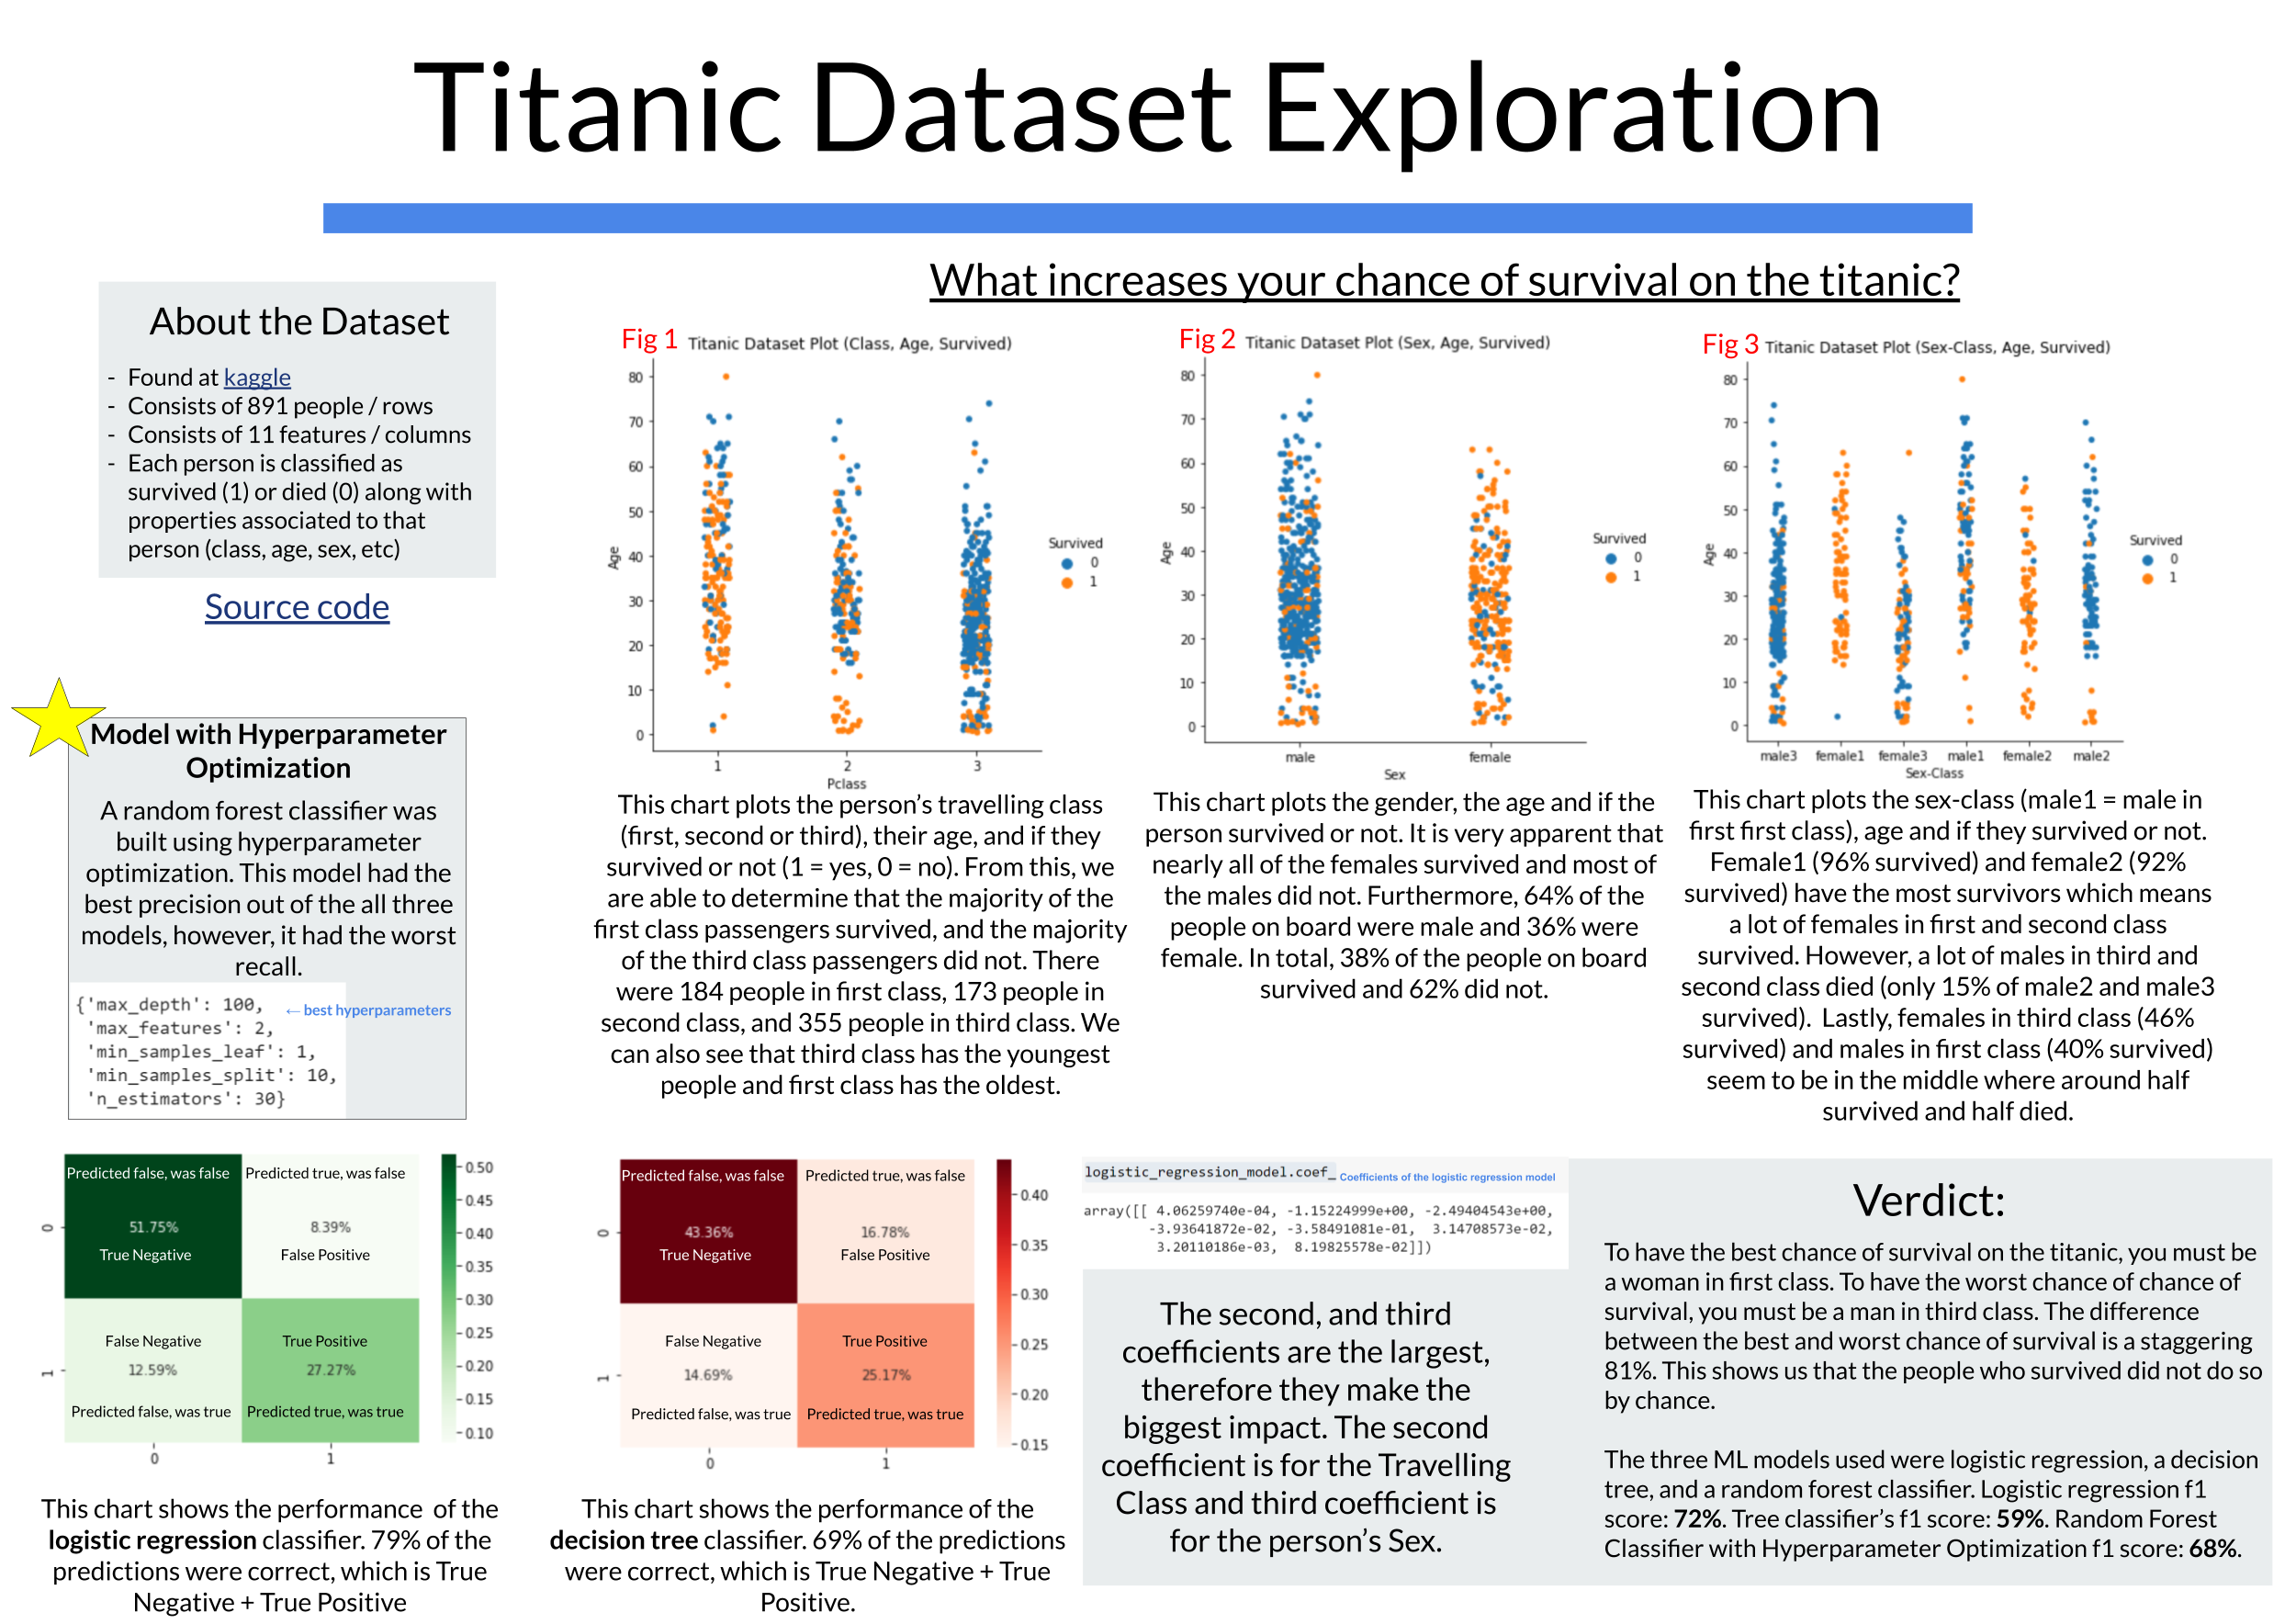 Titanic Dataset Exploration
About the Dataset
- Found at kaggle
- Consists of 891 people / rows
- Consists of 11 features / columns
- Each person is classified as
survived (1) or died (0) along with
properties associated to that
person (class, age, sex, etc)
Source code
Model with Hyperparameter
Optimization
A random forest classifier was
built using hyperparameter
optimization. This model had the
best precision out of the all three
models, however, it had the worst
recall.
{'max_depth': 100,
'max_features': 2,
'min_samples_leaf': 1,
'min_samples_split': 10,
'n_estimators': 30}
←best hyperparameters
What increases your chance of survival on the titanic?
Fig 1
Titanic Dataset Plot (Class, Age, Survived)
80
70
60
50
40
30
20
10
0
Age
1
2
3
Pclass
Survived
0
1
This chart plots the person's travelling class
(first, second or third), their age, and if they
survived or not (1 = yes, 0 = no). From this, we
are able to determine that the majority of the
first class passengers survived, and the majority
of the third class passengers did not. There
were 184 people in first class, 173 people in
second class, and 355 people in third class. We
can also see that third class has the youngest
people and first class has the oldest.
Fig 2
Titanic Dataset Plot (Sex, Age, Survived)
80
70
60
50
40
30
20
10
0
Age
male
female
Sex
Survived
0
1
This chart plots the gender, the age and if the
person survived or not. It is very apparent that
nearly all of the females survived and most of
the males did not. Furthermore, 64% of the
people on board were male and 36% were
female. In total, 38% of the people on board
survived and 62% did not.
Fig 3
Titanic Dataset Plot (Sex-Class, Age, Survived)
80
70
60
50
40
30
20
10
0
Age
male3
female1
female3
male1
female2
male2
Sex-Class
Survived
0
1
This chart plots the sex-class (male1 = male in
first first class), age and if they survived or not.
Female1 (96% survived) and female2 (92%
survived) have the most survivors which means
a lot of females in first and second class
survived. However, a lot of males in third and
second class died (only 15% of male2 and male3
survived). Lastly, females in third class (46%
survived) and males in first class (40% survived)
seem to be in the middle where around half
survived and half died.
Predicted false, was false
51.75%
True Negative
Predicted true, was false
8.39%
False Positive
False Negative
12.59%
Predicted false, was true
True Positive
27.27%
Predicted true, was true
0
1
0
1
0.50
0.45
0.40
0.35
0.30
0.25
0.20
0.15
0.10
This chart shows the performance of the
logistic regression classifier. 79% of the
predictions were correct, which is True
Negative + True Positive
Predicted false, was false
43.36%
True Negative
Predicted true, was false
16.78%
False Positive
False Negative
14.69%
Predicted false, was true
True Positive
25.17%
Predicted true, was true
0
1
0
1
0.40
0.35
0.30
0.25
0.20
0.15
This chart shows the performance of the
decision tree classifier. 69% of the predictions
were correct, which is True Negative + True
Positive.
logistic_regression_model.coef_ Coefficients of the logistic regression model
array([[ 4.06259740e-04, -1.15224999e+00, -2.49404543e+00,
-3.93641872e-02, -3.58491081e-01, 3.14708573e-02,
3.20110186e-03, 8.19825578e-02]])
The second, and third
coefficients are the largest,
therefore they make the
biggest impact. The second
coefficient is for the Travelling
Class and third coefficient is
for the person's Sex.
Verdict:
To have the best chance of survival on the titanic, you must be
a woman in first class. To have the worst chance of chance of
survival, you must be a man in third class. The difference
between the best and worst chance of survival is a staggering
81%. This shows us that the people who survived did not do so
by chance.
The three ML models used were logistic regression, a decision
tree, and a random forest classifier. Logistic regression f1
score: 72%. Tree classifier's f1 score: 59%. Random Forest
Classifier with Hyperparameter Optimization f1 score: 68%.